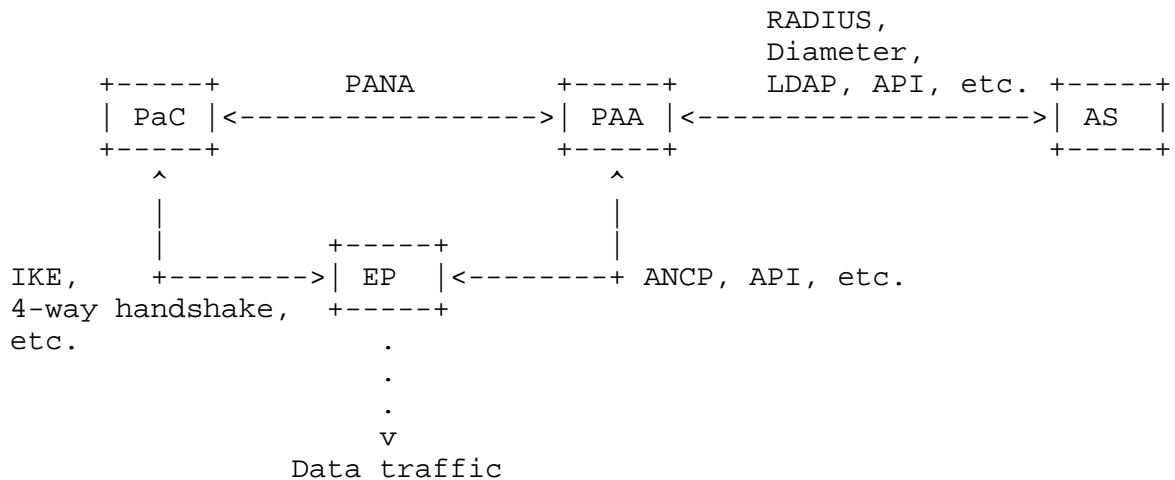 RADIUS,
                                                      Diameter,
       +-----+       PANA        +-----+              LDAP, API, etc. +-----+
       | PaC |<----------------->| PAA |<---------------------------->| AS  |
       +-----+                   +-----+                              +-----+
          ^                         ^
          |                         |
          |         +-----+         |
IKE,      +-------->| EP  |<--------+ ANCP, API, etc.
4-way handshake,    +-----+
etc.                   .
                       .
                       .
                       v
                  Data traffic